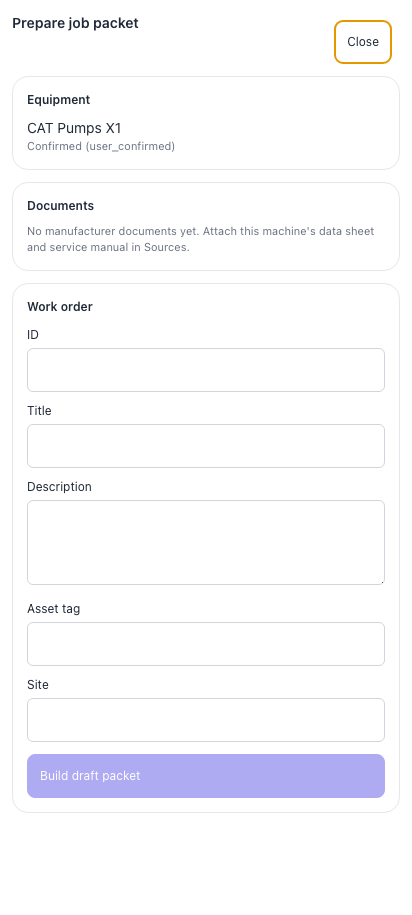 Prepare job packet
Close
Equipment
CAT Pumps X1
Confirmed (user_confirmed)
Documents
No manufacturer documents yet. Attach this machine's data sheet
and service manual in Sources.
Work order
ID
Title
Description
Asset tag
Site
Build draft packet